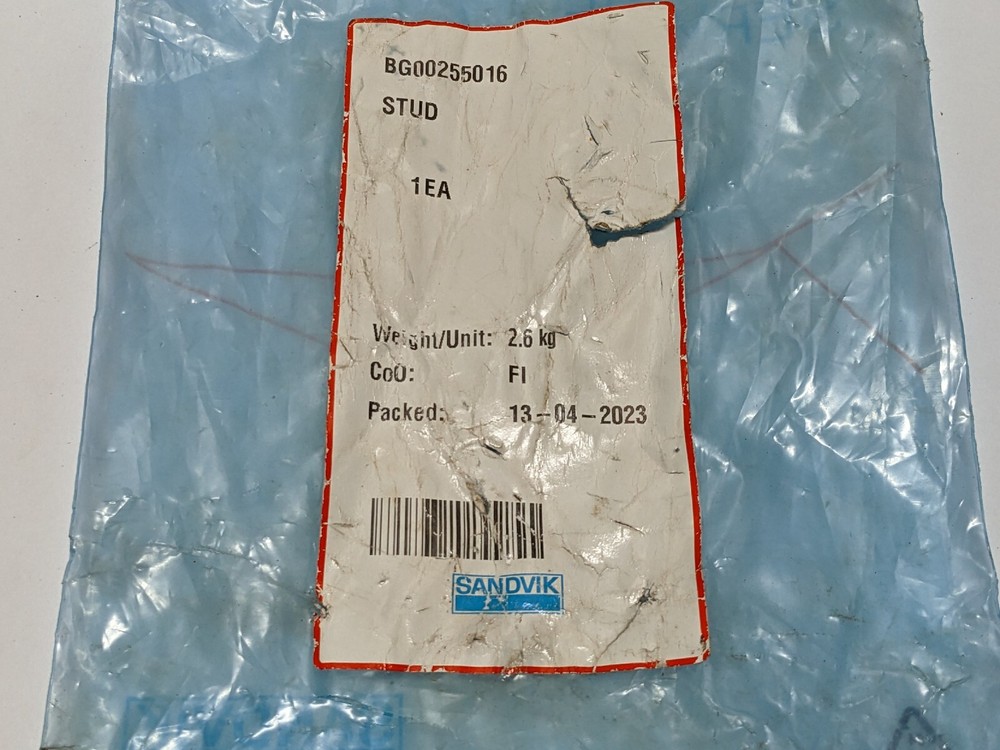 BG00255016
STUD
1EA
Weight/Unit: 2.6 kg
CoO: FI
Packed: 13-04-2023
SANDVIK